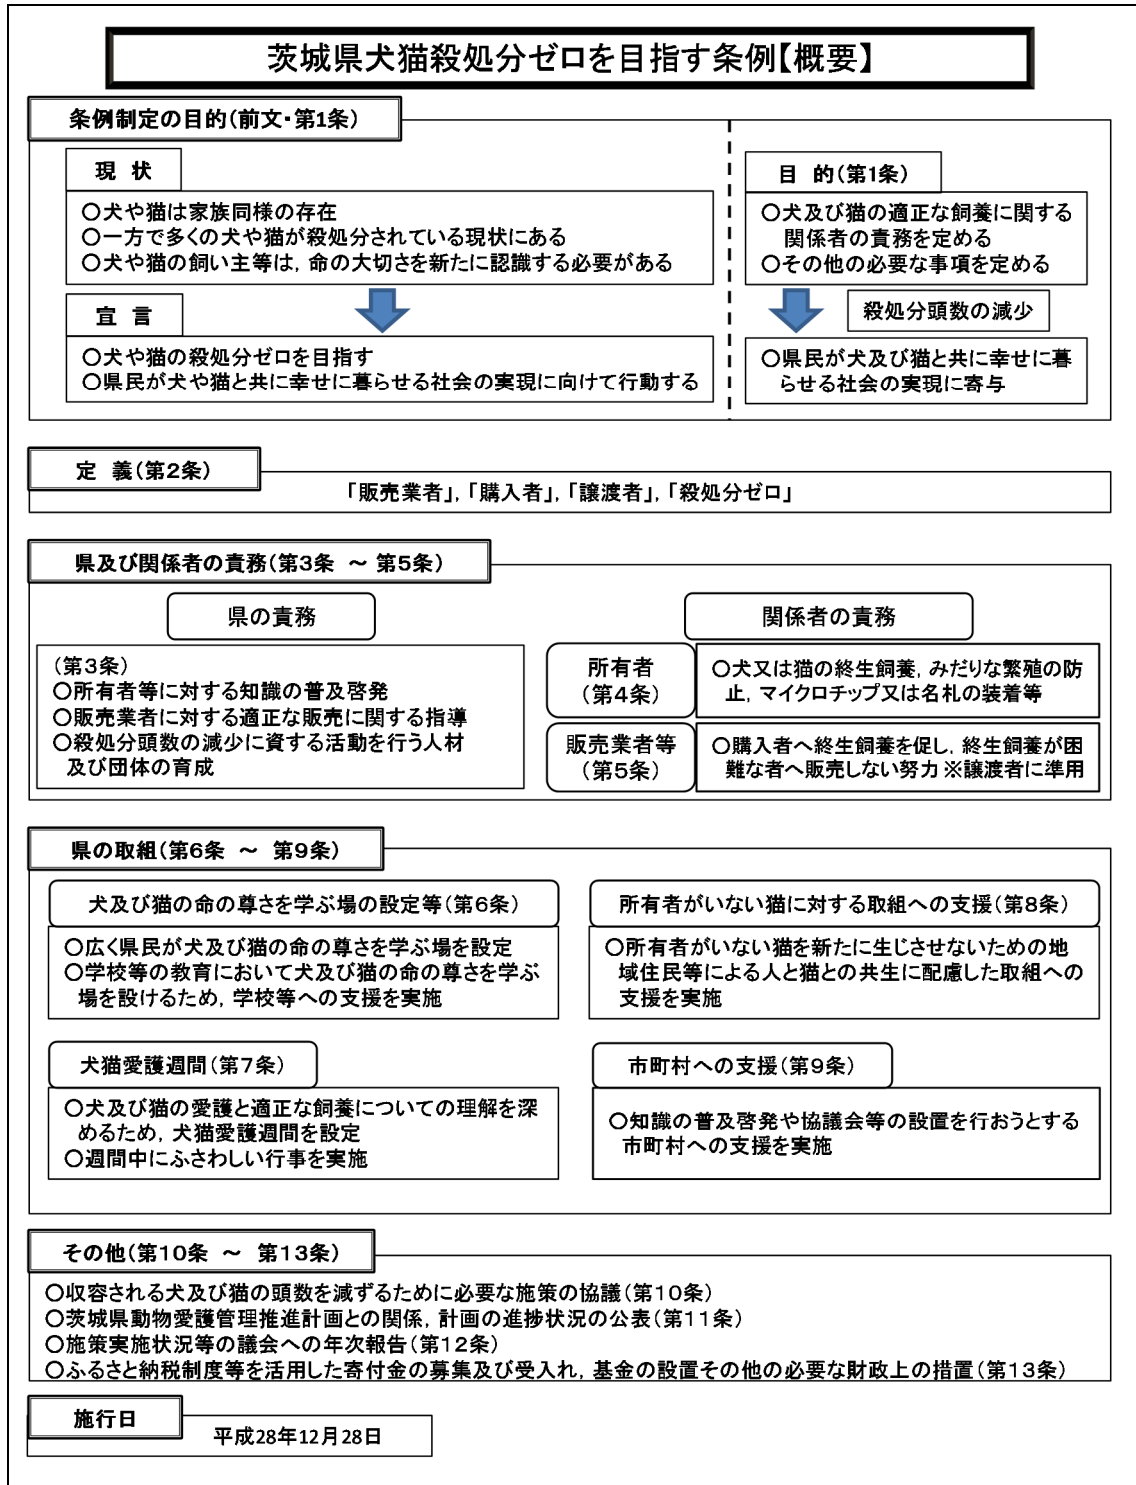 茨城県犬猫殺処分ゼロを目指す条例【概要】
条例制定の目的(前文・第1条)
現 状
○犬や猫は家族同様の存在
○一方で多くの犬や猫が殺処分されている現状にある
○犬や猫の飼い主等は，命の大切さを新たに認識する必要がある
宣 言
○犬や猫の殺処分ゼロを目指す
○県民が犬や猫と共に幸せに暮らせる社会の実現に向けて行動する
目 的(第1条)
○犬及び猫の適正な飼養に関する
関係者の責務を定める
○その他の必要な事項を定める
殺処分頭数の減少
○県民が犬及び猫と共に幸せに暮
らせる社会の実現に寄与
定 義(第2条)
「販売業者」，「購入者」，「譲渡者」，「殺処分ゼロ」
県及び関係者の責務(第3条 ～ 第5条)
県の責務
(第3条)
○所有者等に対する知識の普及啓発
○販売業者に対する適正な販売に関する指導
○殺処分頭数の減少に資する活動を行う人材
及び団体の育成
関係者の責務
所有者
(第4条)
○犬又は猫の終生飼養，みだりな繁殖の防
止，マイクロチップ又は名札の装着等
販売業者等
(第5条)
○購入者へ終生飼養を促し，終生飼養が困
難な者へ販売しない努力 ※譲渡者に準用
県の取組(第6条 ～ 第9条)
犬及び猫の命の尊さを学ぶ場の設定等(第6条)
○広く県民が犬及び猫の命の尊さを学ぶ場を設定
○学校等の教育において犬及び猫の命の尊さを学ぶ
場を設けるため，学校等への支援を実施
所有者がいない猫に対する取組への支援(第8条)
○所有者がいない猫を新たに生じさせないための地
域住民等による人と猫との共生に配慮した取組への
支援を実施
犬猫愛護週間(第7条)
○犬及び猫の愛護と適正な飼養についての理解を深
めるため，犬猫愛護週間を設定
○週間中にふさわしい行事を実施
市町村への支援(第9条)
○知識の普及啓発や協議会等の設置を行おうとする
市町村への支援を実施
その他(第10条 ～ 第13条)
○収容される犬及び猫の頭数を減ずるために必要な施策の協議(第10条)
○茨城県動物愛護管理推進計画との関係，計画の進捗状況の公表(第11条)
○施策実施状況等の議会への年次報告(第12条)
○ふるさと納税制度等を活用した寄付金の募集及び受入れ，基金の設置その他の必要な財政上の措置(第13条)
施行日
平成28年12月28日